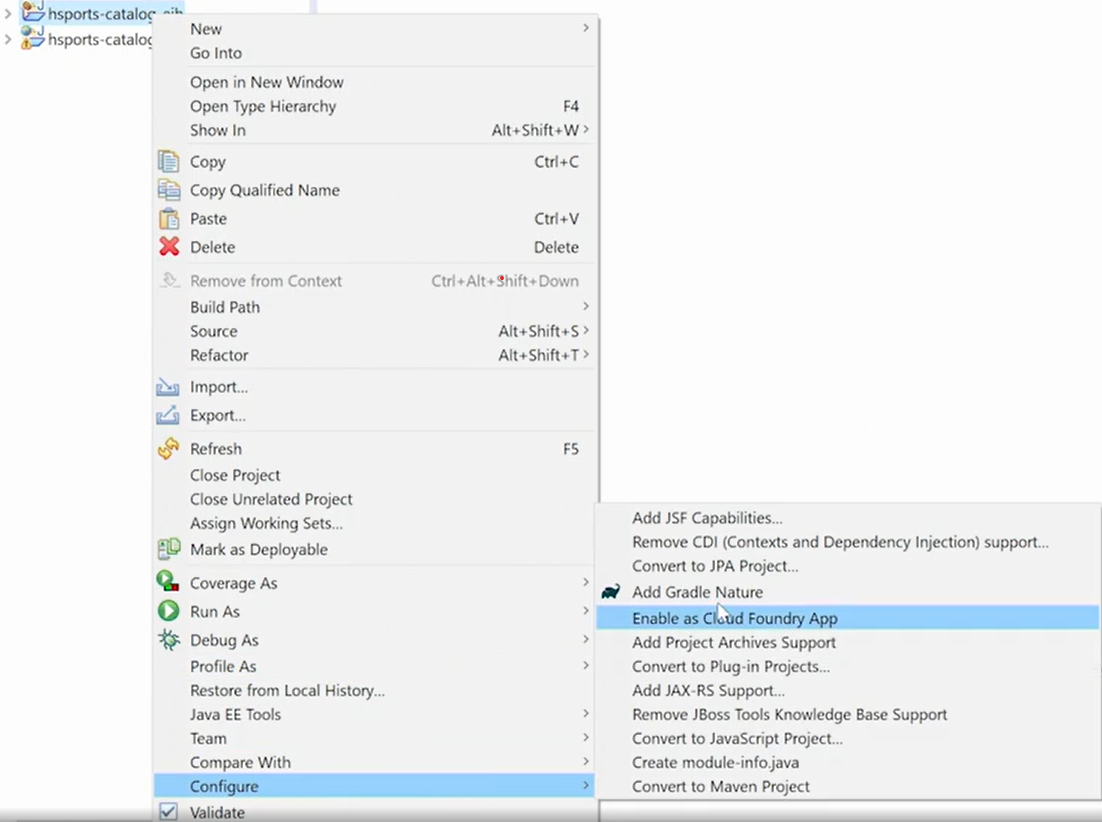 hsports-catalog-ejb
hsports-catalog
New
Go Into
Open in New Window
Open Type Hierarchy F4
Show In Alt+Shift+W
Copy Ctrl+C
Copy Qualified Name
Paste Ctrl+V
Delete Delete
Remove from Context Ctrl+Alt+Shift+Down
Build Path
Source Alt+Shift+S
Refactor Alt+Shift+T
Import...
Export...
Refresh F5
Close Project
Close Unrelated Project
Assign Working Sets...
Mark as Deployable
Coverage As
Run As
Debug As
Profile As
Restore from Local History...
Java EE Tools
Team
Compare With
Configure
Validate
Add JSF Capabilities...
Remove CDI (Contexts and Dependency Injection) support...
Convert to JPA Project...
Add Gradle Nature
Enable as Cloud Foundry App
Add Project Archives Support
Convert to Plug-in Projects...
Add JAX-RS Support...
Remove JBoss Tools Knowledge Base Support
Convert to JavaScript Project...
Create module-info.java
Convert to Maven Project